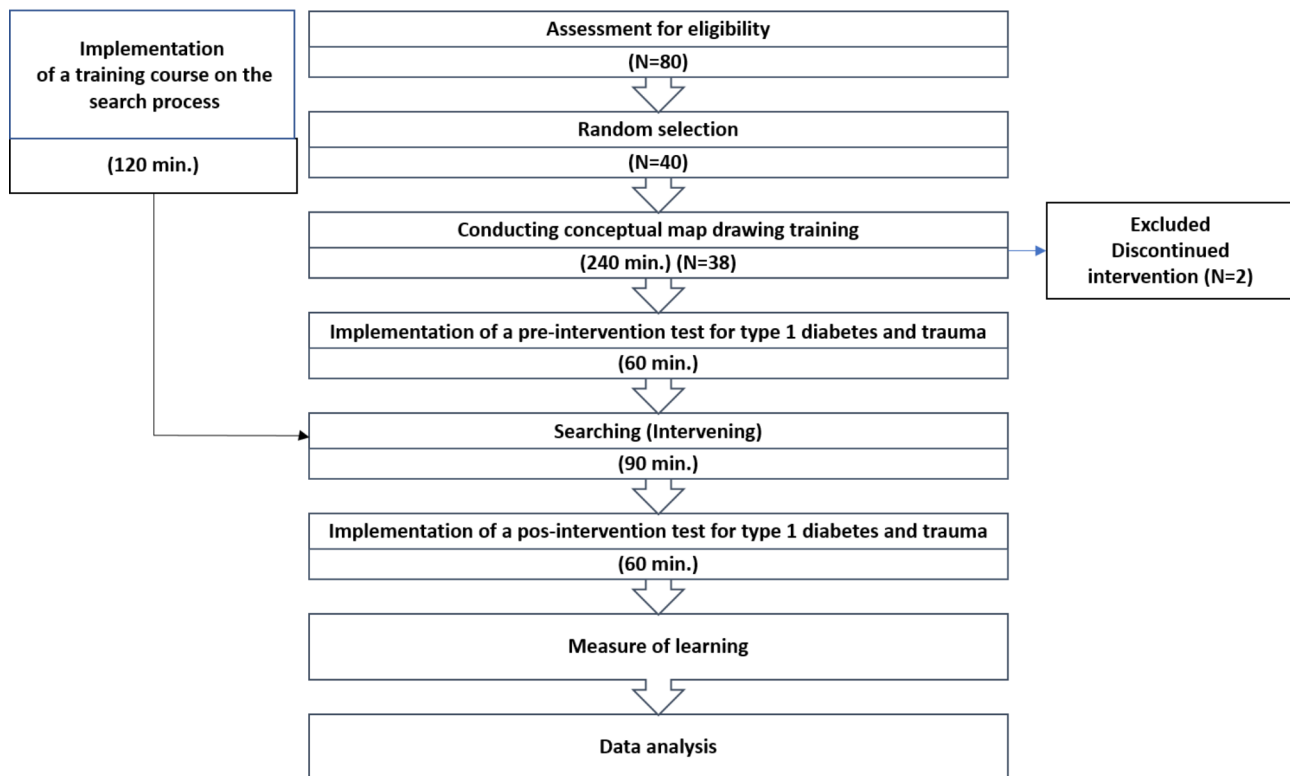 Implementation
of a training course on the
search process
(120 min.)
Assessment for eligibility
(N=80)
Random selection
(N=40)
Conducting conceptual map drawing training
(240 min.) (N=38)
Excluded
Discontinued
intervention (N=2)
Implementation of a pre-intervention test for type 1 diabetes and trauma
(60 min.)
Searching (Intervening)
(90 min.)
Implementation of a pos-intervention test for type 1 diabetes and trauma
(60 min.)
Measure of learning
Data analysis